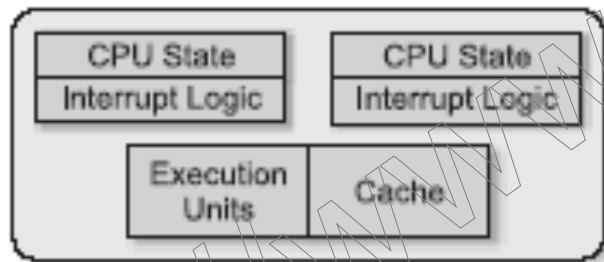 CPU State
CPU State
Interrupt Logic
Interrupt Logic
Execution
Units
Cache